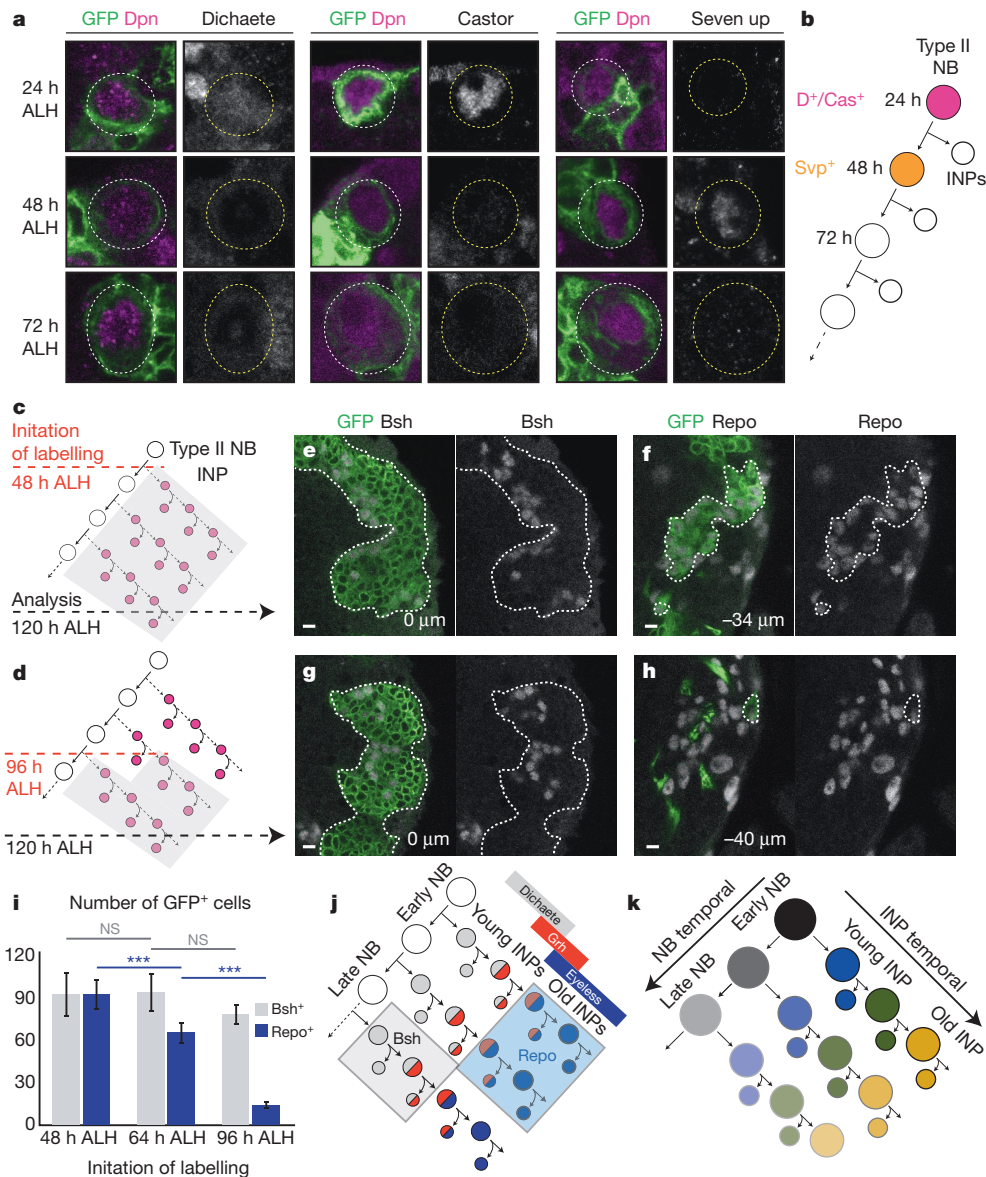 a
GFP Dpn Dichaete GFP Dpn Castor GFP Dpn Seven up
24 h
ALH
48 h
ALH
72 h
ALH
b
Type II
NB
D+/Cas+ 24 h
Svp+ 48 h
INPs
72 h
c
Initation
of labelling
48 h ALH
Type II NB
INP
Analysis
120 h ALH
d
96 h
ALH
120 h ALH
GFP Bsh Bsh GFP Repo Repo
e
0 µm
f
–34 µm
g
0 µm
h
–40 µm
i
Number of GFP+ cells
NS NS
*** ***
120
90
60
30
0
Bsh+
Repo+
48 h ALH 64 h ALH 96 h ALH
Initation of labelling
j
Early NB
Late NB
Young INPs
Old INPs
Dichaete
Grh
Eyeless
Bsh
Repo
k
NB temporal
Early NB
Late NB
INP temporal
Young INP
Old INP